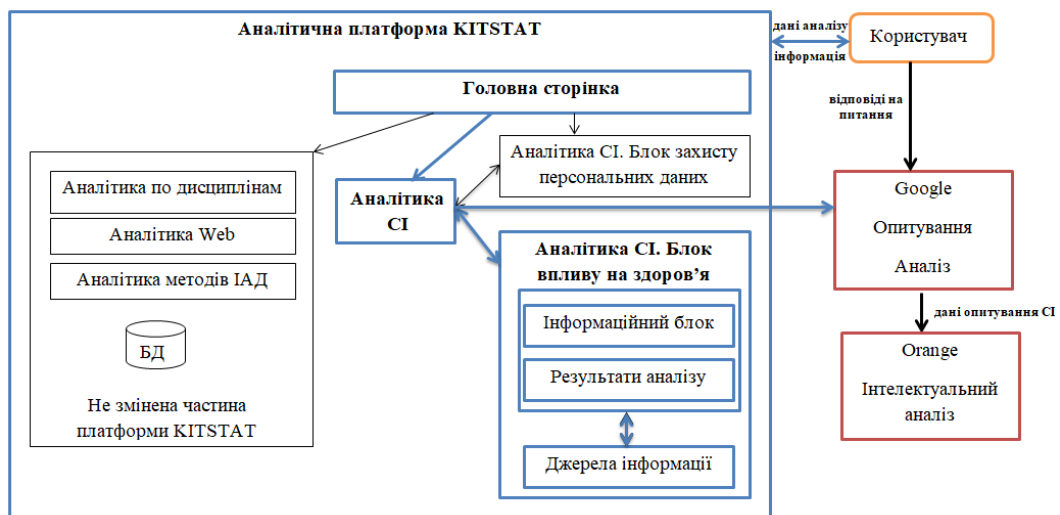 Аналітична платформа KITSTAT
дані аналізу
інформація
Користувач
Головна сторінка
відповіді на
питання
Аналітика по дисциплінам
Аналітика Web
Аналітика методів ІАД
БД
Не змінена частина
платформи KITSTAT
Аналітика
СІ
Аналітика СІ. Блок захисту
персональних даних
Аналітика СІ. Блок
впливу на здоров’я
Інформаційний блок
Результати аналізу
Джерела інформації
Google
Опитування
Аналіз
дані опитування СІ
Orange
Інтелектуальний
аналіз